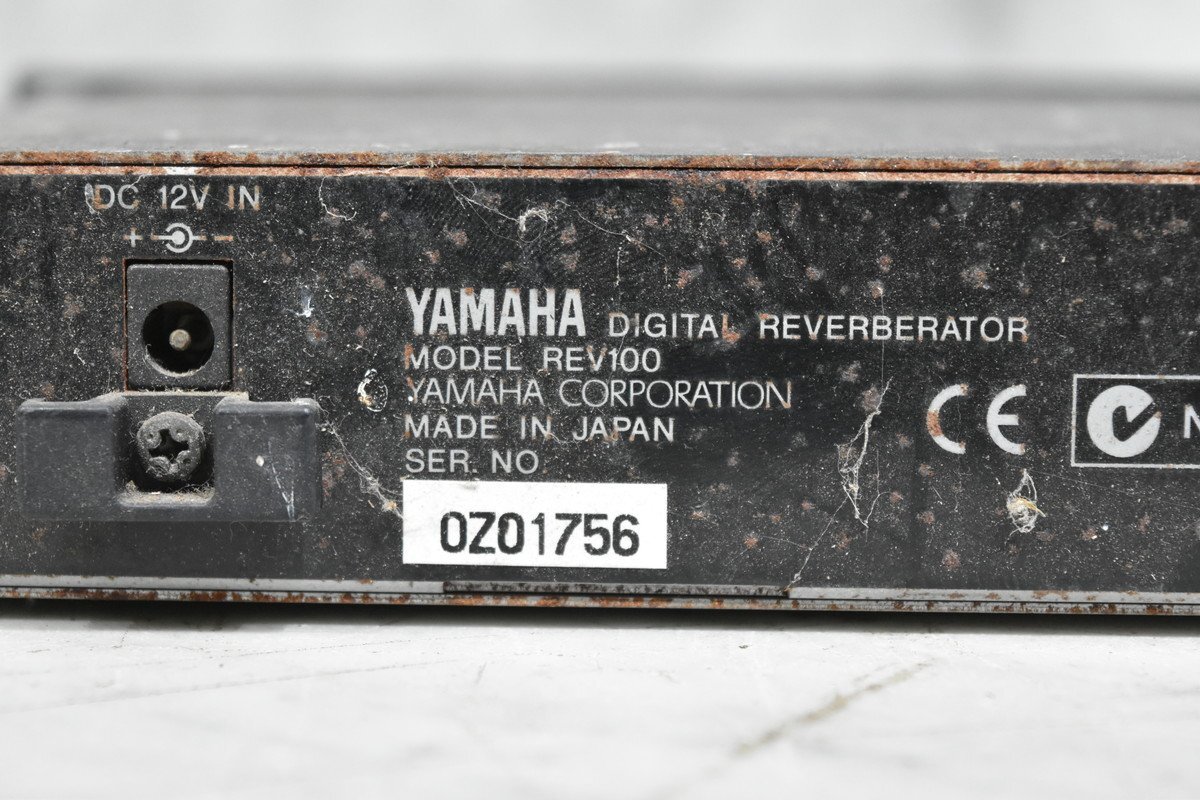 DC 12V IN
+ -
YAMAHA DIGITAL REVERBERATOR
MODEL REV100
YAMAHA CORPORATION
MADE IN JAPAN
SER. NO.
0Z01756
CE
N